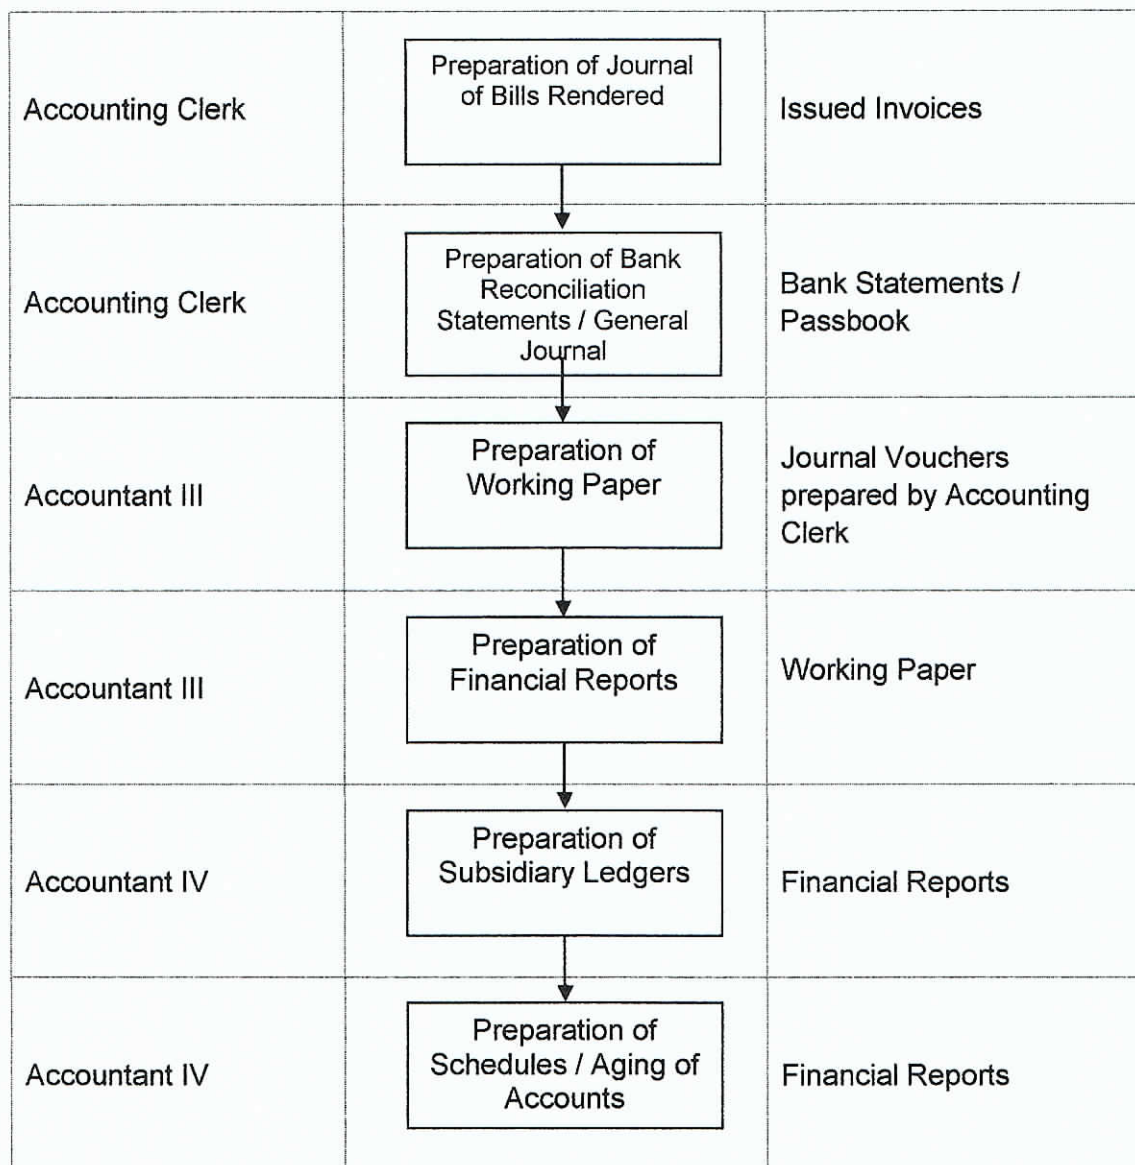 Accounting Clerk
Preparation of Journal
of Bills Rendered
Issued Invoices
Accounting Clerk
Preparation of Bank
Reconciliation
Statements / General
Journal
Bank Statements /
Passbook
Accountant III
Preparation of
Working Paper
Journal Vouchers
prepared by Accounting
Clerk
Accountant III
Preparation of
Financial Reports
Working Paper
Accountant IV
Preparation of
Subsidiary Ledgers
Financial Reports
Accountant IV
Preparation of
Schedules / Aging of
Accounts
Financial Reports